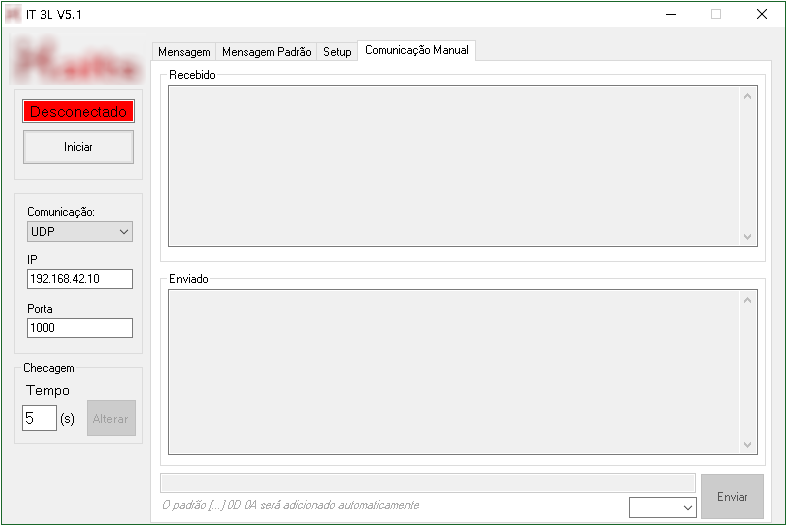 IT 3L V5.1
Mensagem
Mensagem Padrão
Setup
Comunicação Manual
Desconectado
Iniciar
Comunicação:
UDP
IP
192.168.42.10
Porta
1000
Checagem
Tempo
5 (s)
Alterar
Recebido
Enviado
O padrão [...] 0D 0A será adicionado automaticamente
Enviar